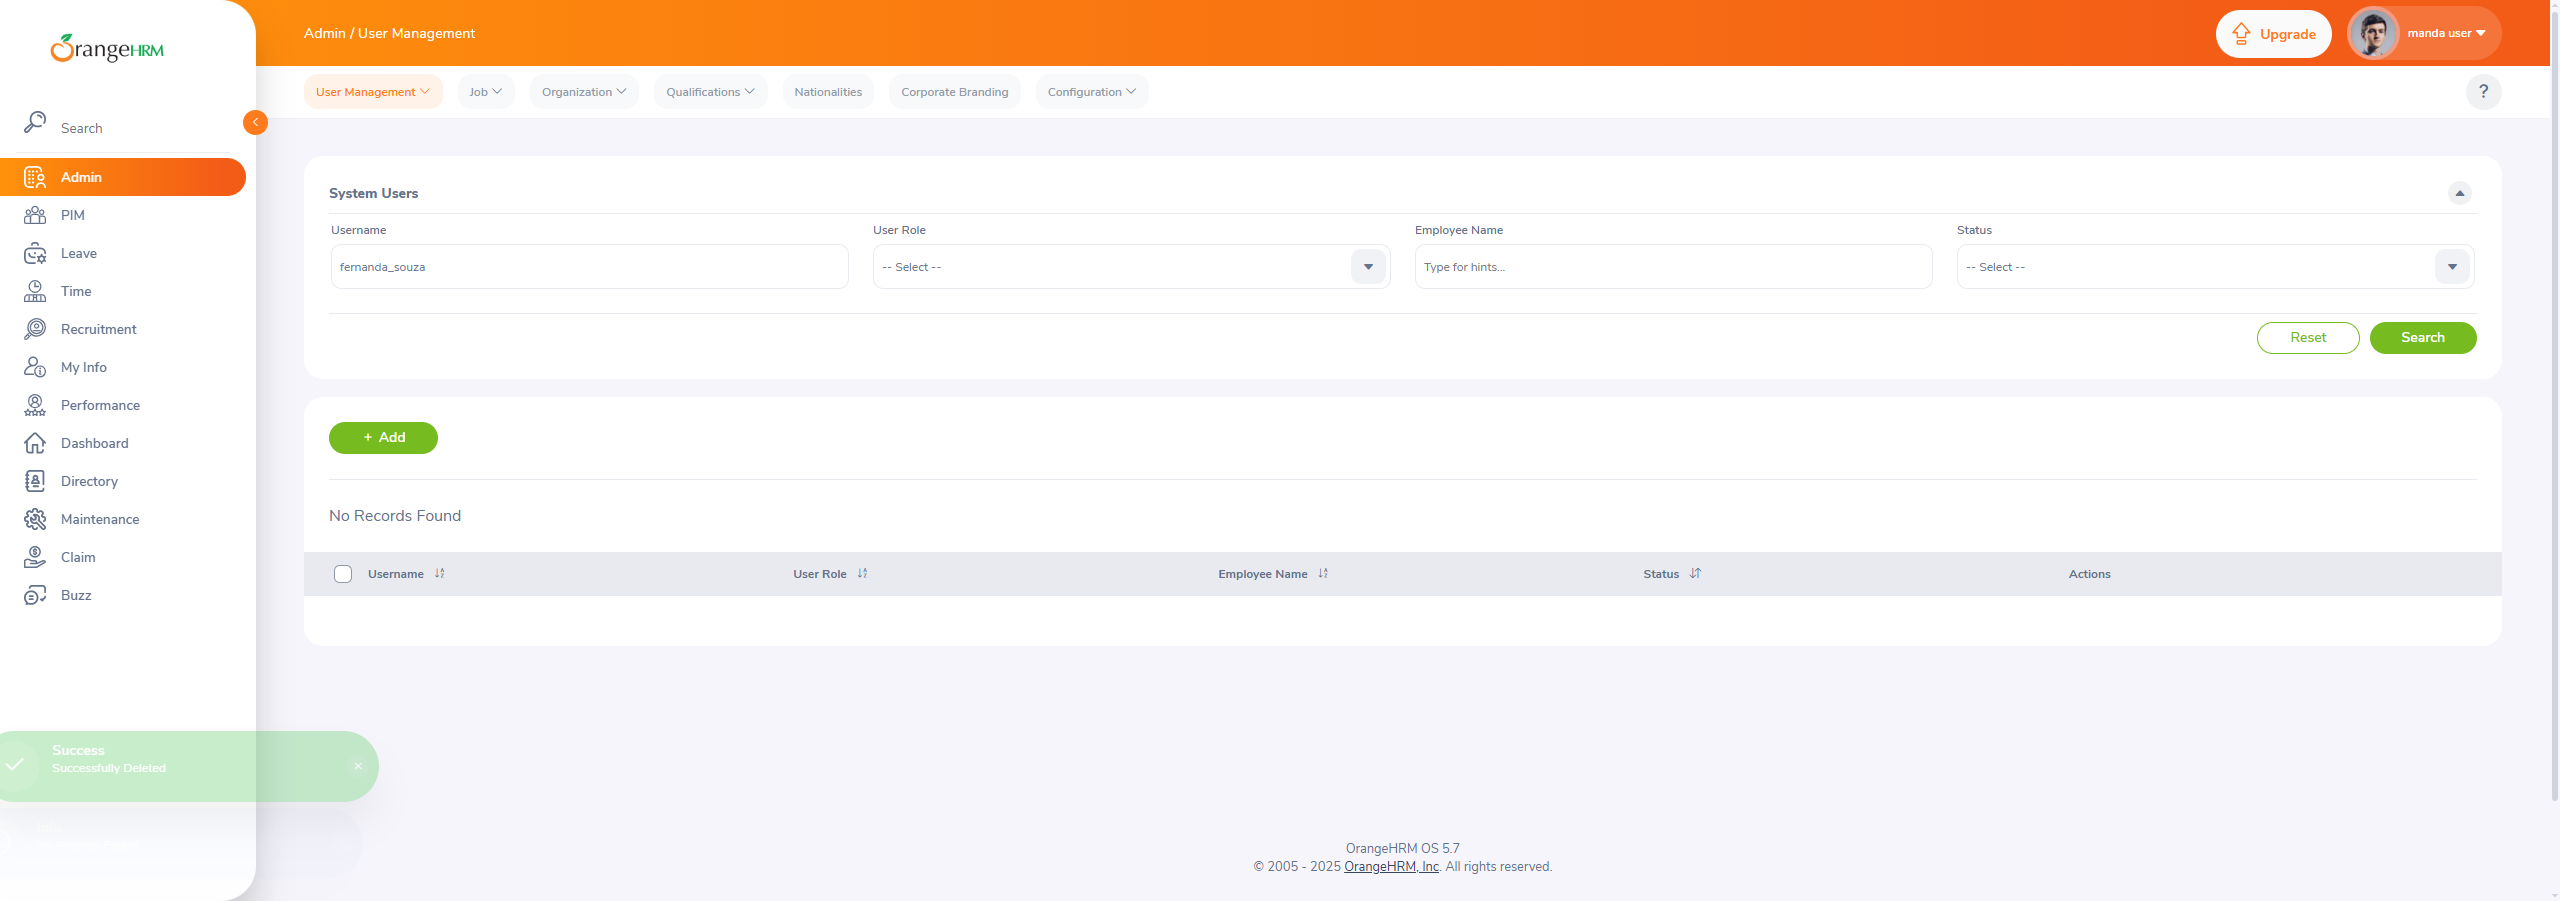 OrangeHRM
Search
Admin
PIM
Leave
Time
Recruitment
My Info
Performance
Dashboard
Directory
Maintenance
Claim
Buzz
Admin / User Management
Upgrade
manda user
User Management
Job
Organization
Qualifications
Nationalities
Corporate Branding
Configuration
?
System Users
Username
User Role
Employee Name
Status
fernanda_souza
-- Select --
Type for hints...
-- Select --
Reset
Search
+ Add
No Records Found
Username
User Role
Employee Name
Status
Actions
Success
Successfully Deleted
×
OrangeHRM OS 5.7
© 2005 - 2025 OrangeHRM, Inc. All rights reserved.